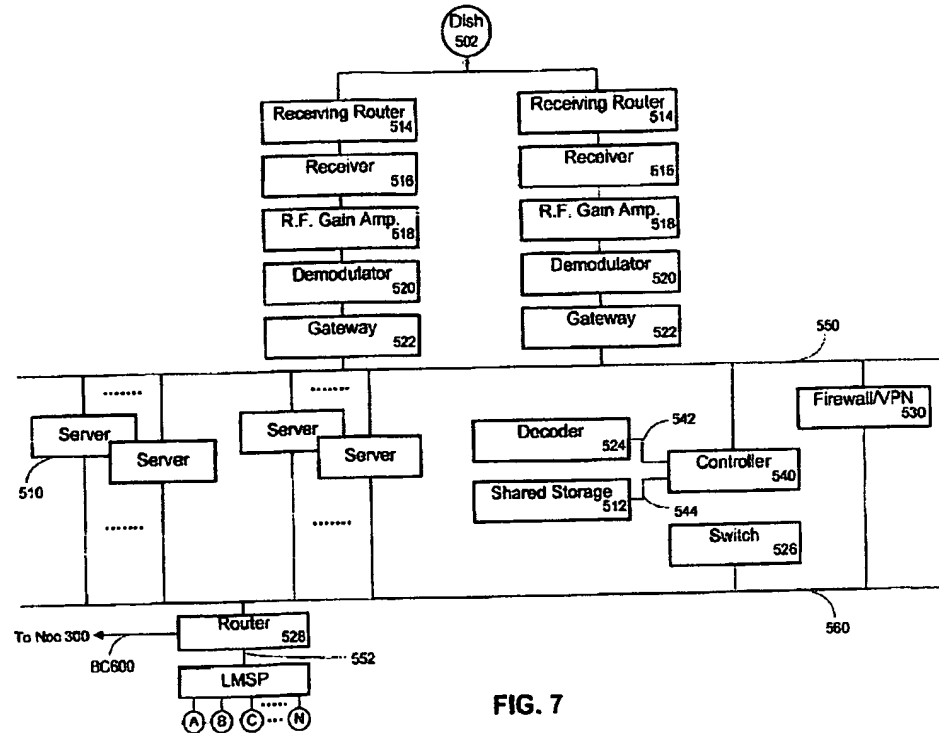 Dish
502
Receiving Router
514
Receiving Router
514
Receiver
516
Receiver
516
R.F. Gain Amp.
518
R.F. Gain Amp.
518
Demodulator
520
Demodulator
520
Gateway
522
Gateway
522
550
Server
Server
Server
Server
510
Decoder
524
542
Firewall/VPN
530
Controller
540
Shared Storage
512
544
Switch
526
560
Router
528
To Noc 300
BC600
552
LMSP
A B C N
FIG. 7